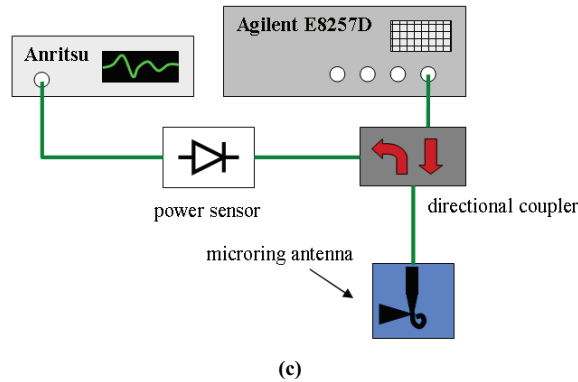 Agilent E8257D
Anritsu
power sensor
directional coupler
microring antenna
(c)